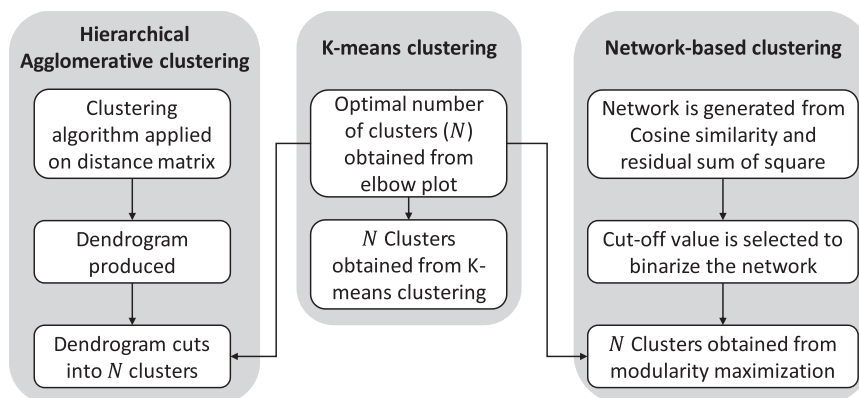 Hierarchical
Agglomerative clustering
Clustering
algorithm applied
on distance matrix
Dendrogram
produced
Dendrogram cuts
into N clusters
K-means clustering
Optimal number
of clusters (N)
obtained from
elbow plot
N Clusters
obtained from K-
means clustering
Network-based clustering
Network is generated from
Cosine similarity and
residual sum of square
Cut-off value is selected to
binarize the network
N Clusters obtained from
modularity maximization